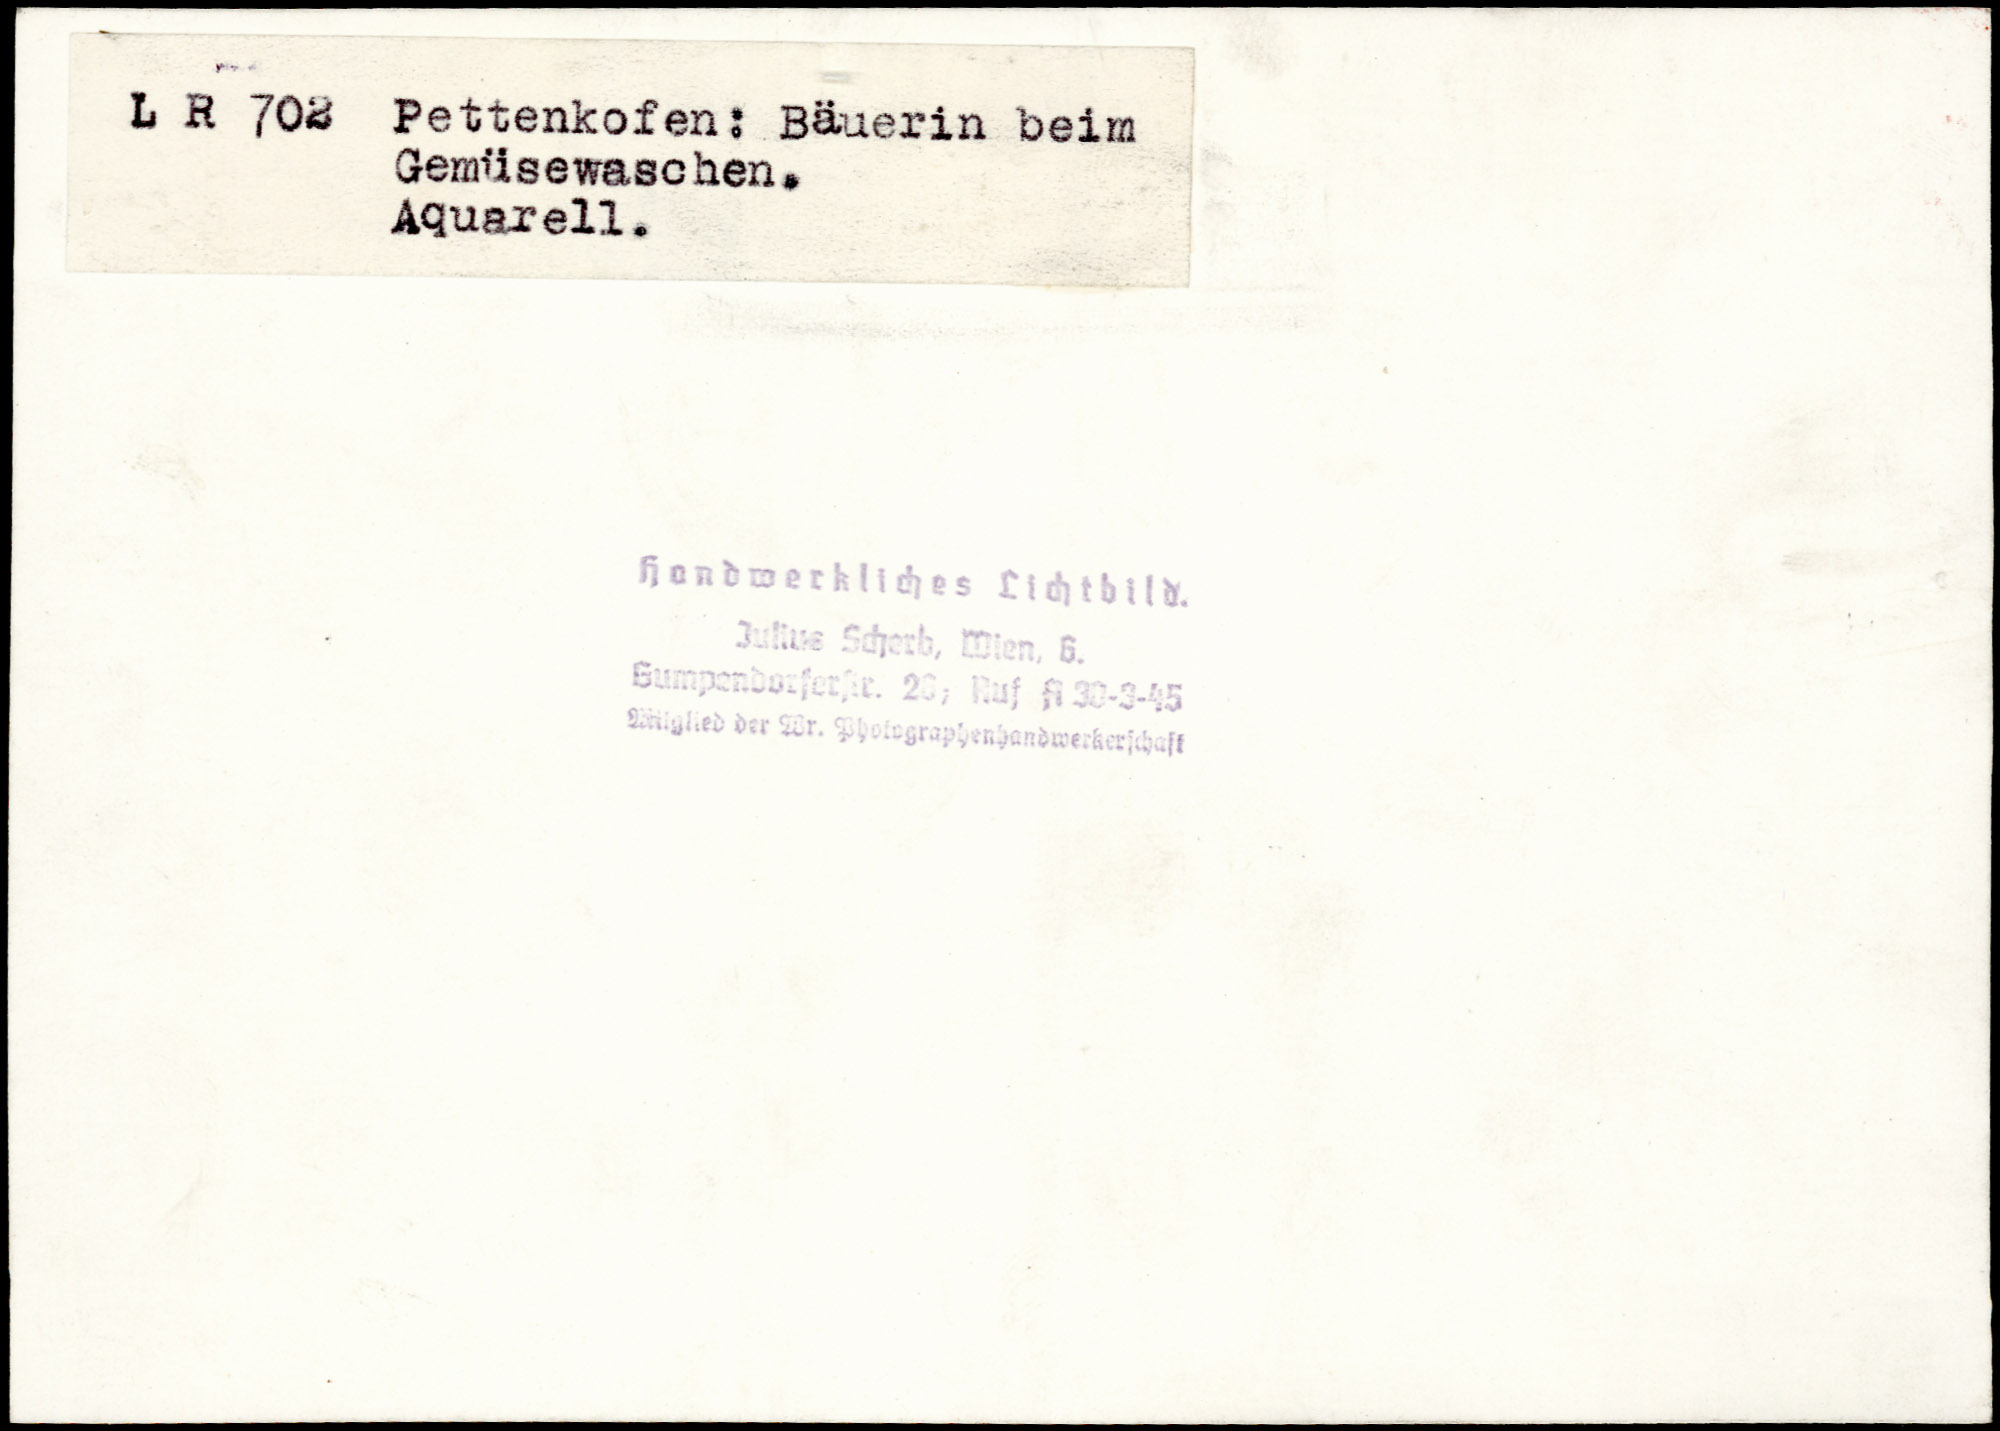 L R 702 Pettenkofen: Bäuerin beim
Gemüsewaschen.
Aquarell.
Handwerkliches Lichtbild.
Julius Scherb, Wien, 6.
Gumpendorferstr. 26, Ruf A 30-3-45
Mitglied der Wr. Photographenhandwerkerschaft